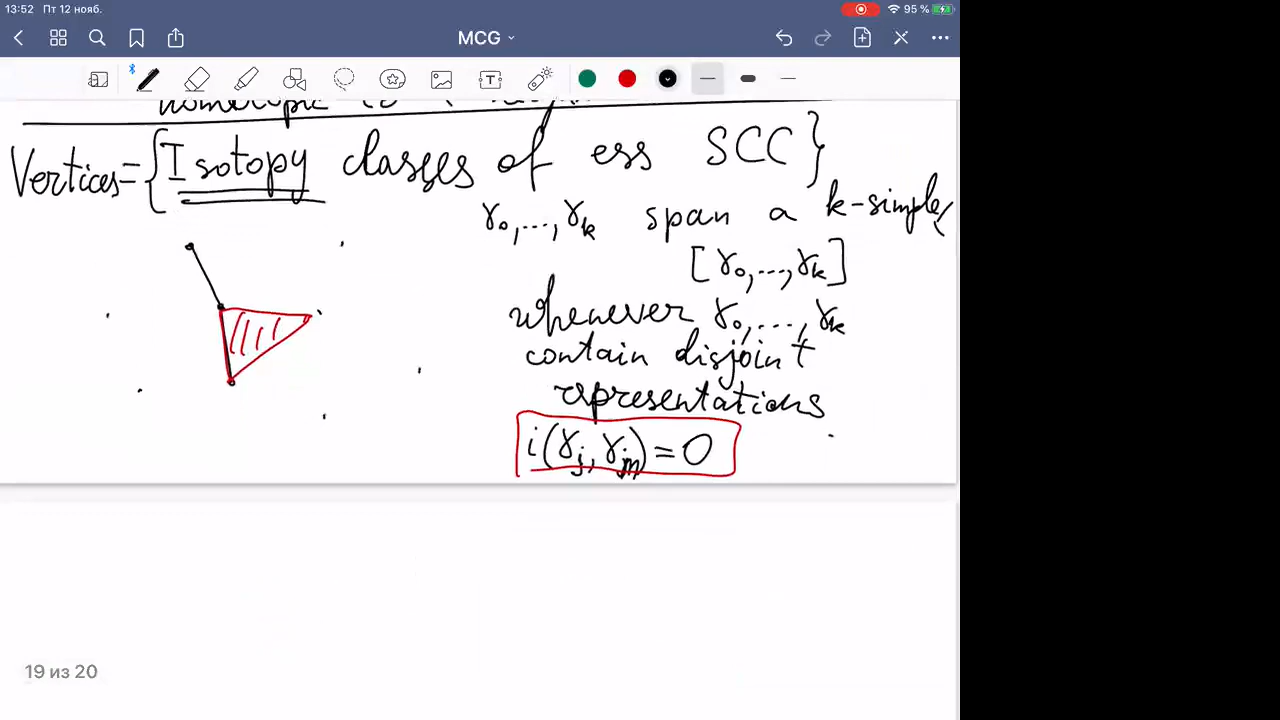 13:52 Пт 12 нояб.
95 %
MCG
Vertices = {Isotopy classes of ess SCC}
γ₀,...,γₖ span a k-simplex
[γ₀,...,γₖ]
whenever γ₀,...,γₖ
contain disjoint
representations
i(γⱼ, γₘ) = 0
19 из 20